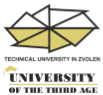 TECHNICAL UNIVERSITY IN ZVOLEN
UNIVERSITY
OF THE THIRD AGE